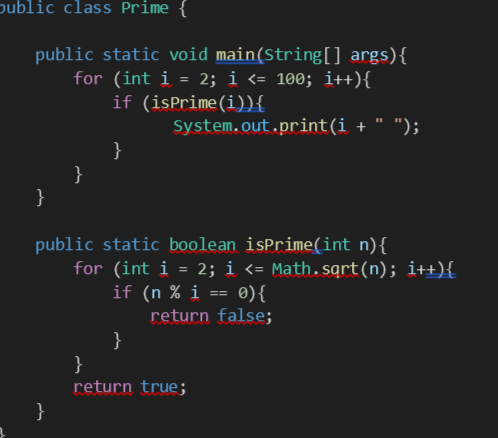 public class Prime {
public static void main(String[] args){
for (int i = 2; i <= 100; i++){
if (isPrime(i)){
System.out.print(i + " ");
}
}
}
public static boolean isPrime(int n){
for (int i = 2; i <= Math.sqrt(n); i++){
if (n % i == 0){
return false;
}
}
return true;
}
}